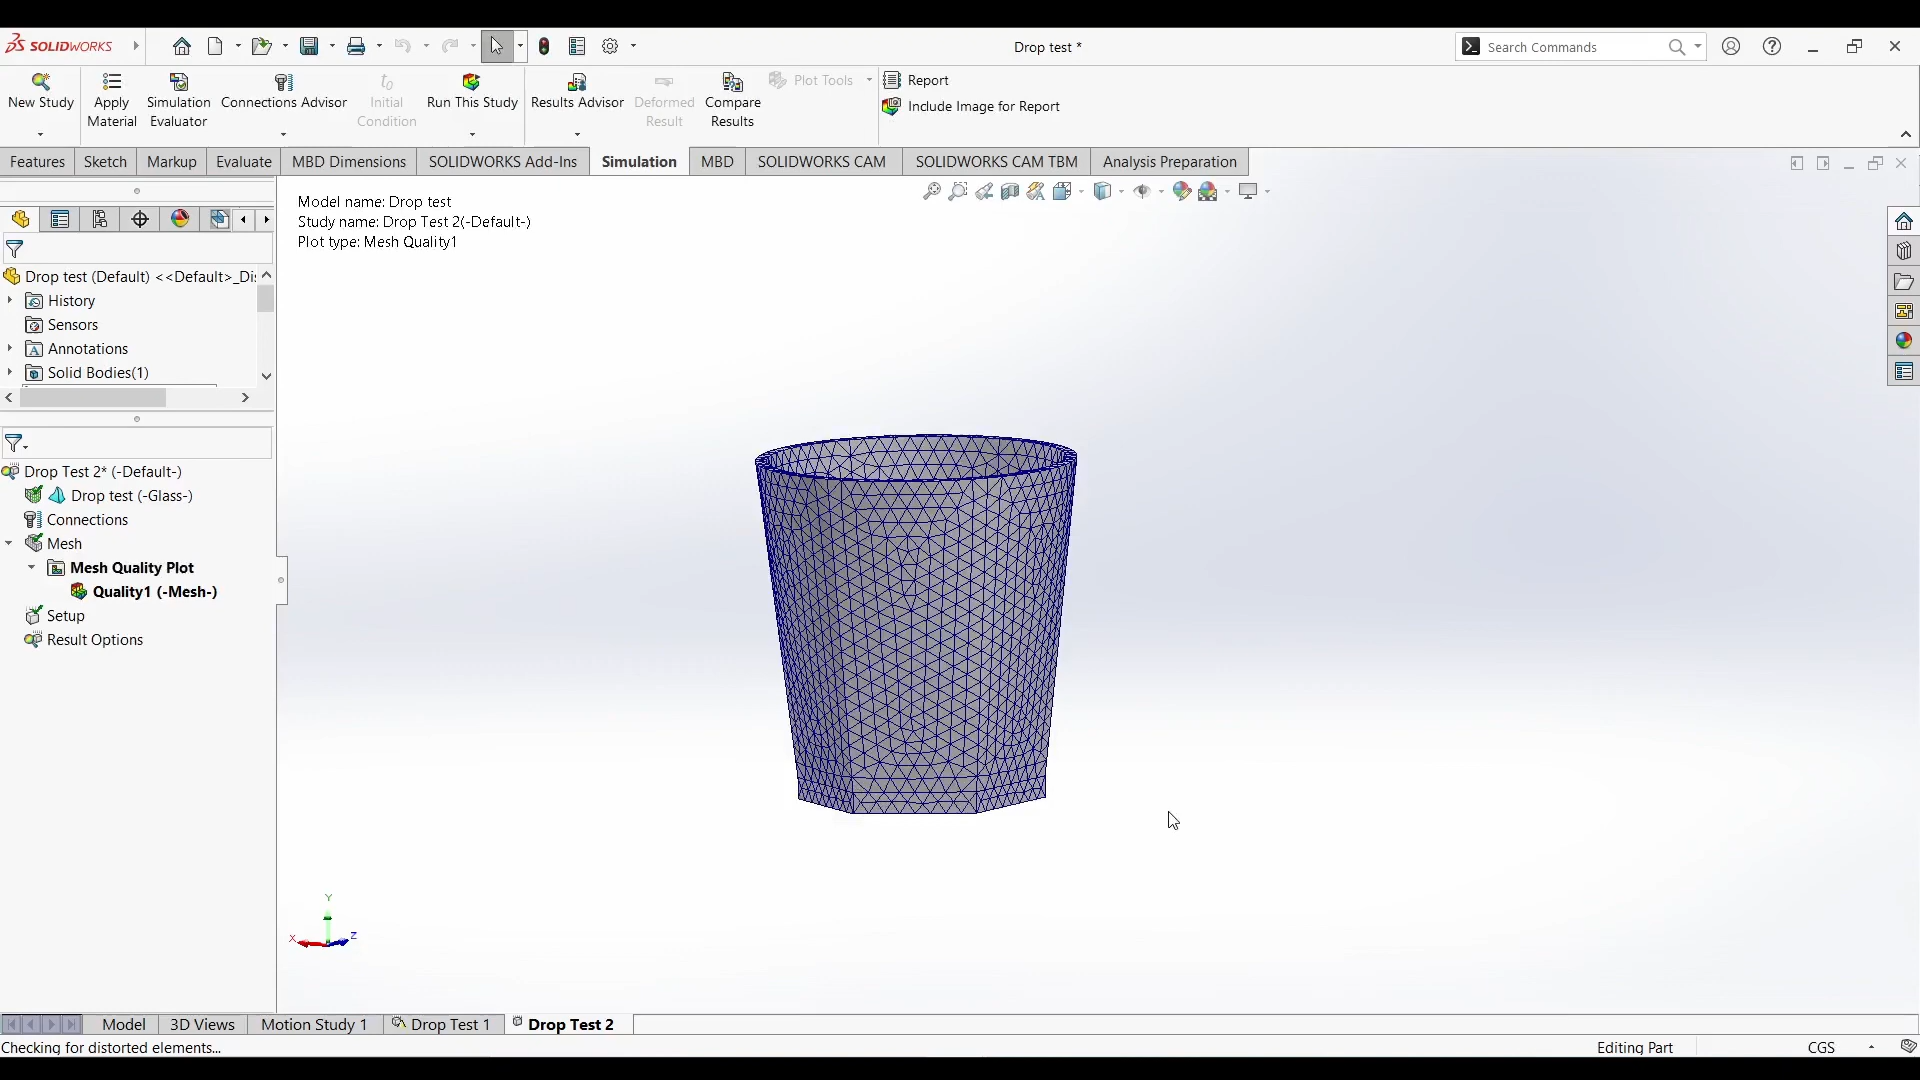 SOLIDWORKS
Drop test *
Search Commands
New Study
Apply Material
Simulation Evaluator
Connections Advisor
Initial Condition
Run This Study
Results Advisor
Deformed Result
Compare Results
Plot Tools
Report
Include Image for Report
Features
Sketch
Markup
Evaluate
MBD Dimensions
SOLIDWORKS Add-Ins
Simulation
MBD
SOLIDWORKS CAM
SOLIDWORKS CAM TBM
Analysis Preparation
Model name: Drop test
Study name: Drop Test 2(-Default-)
Plot type: Mesh Quality1
Drop test (Default) <<Default>_Dis
History
Sensors
Annotations
Solid Bodies(1)
Drop Test 2* (-Default-)
Drop test (-Glass-)
Connections
Mesh
Mesh Quality Plot
Quality1 (-Mesh-)
Setup
Result Options
Y
X
Z
Model
3D Views
Motion Study 1
Drop Test 1
Drop Test 2
Checking for distorted elements...
Editing Part
CGS